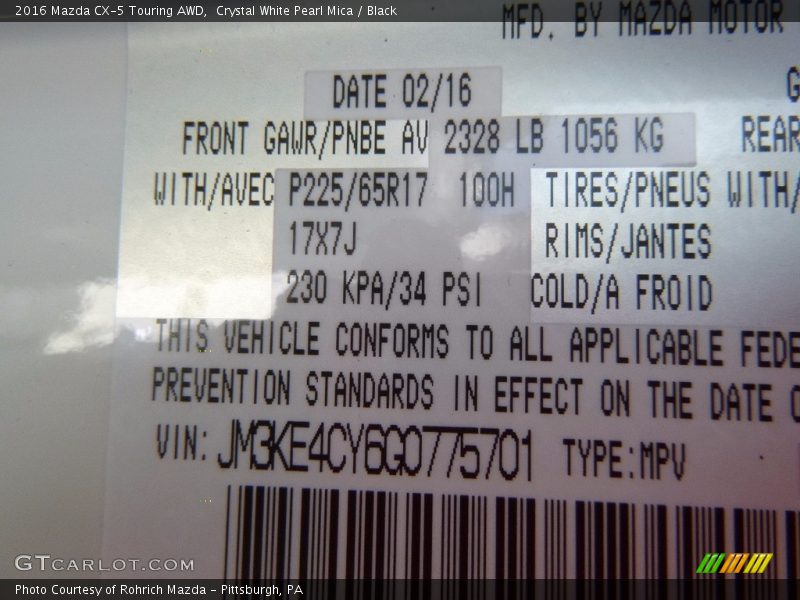 2016 Mazda CX-5 Touring AWD,  Crystal White Pearl Mica / Black
MFD. BY MAZDA MOTOR
DATE 02/16
FRONT GAWR/PNBE AV 2328 LB 1056 KG REAR
WITH/AVEC P225/65R17 100H TIRES/PNEUS WITH/
17X7J RIMS/JANTES
230 KPA/34 PSI COLD/A FROID
THIS VEHICLE CONFORMS TO ALL APPLICABLE FEDE
PREVENTION STANDARDS IN EFFECT ON THE DATE
VIN: JM3KE4CY6G0775701 TYPE:MPV
GTCARLOT.COM
Photo Courtesy of Rohrich Mazda - Pittsburgh, PA